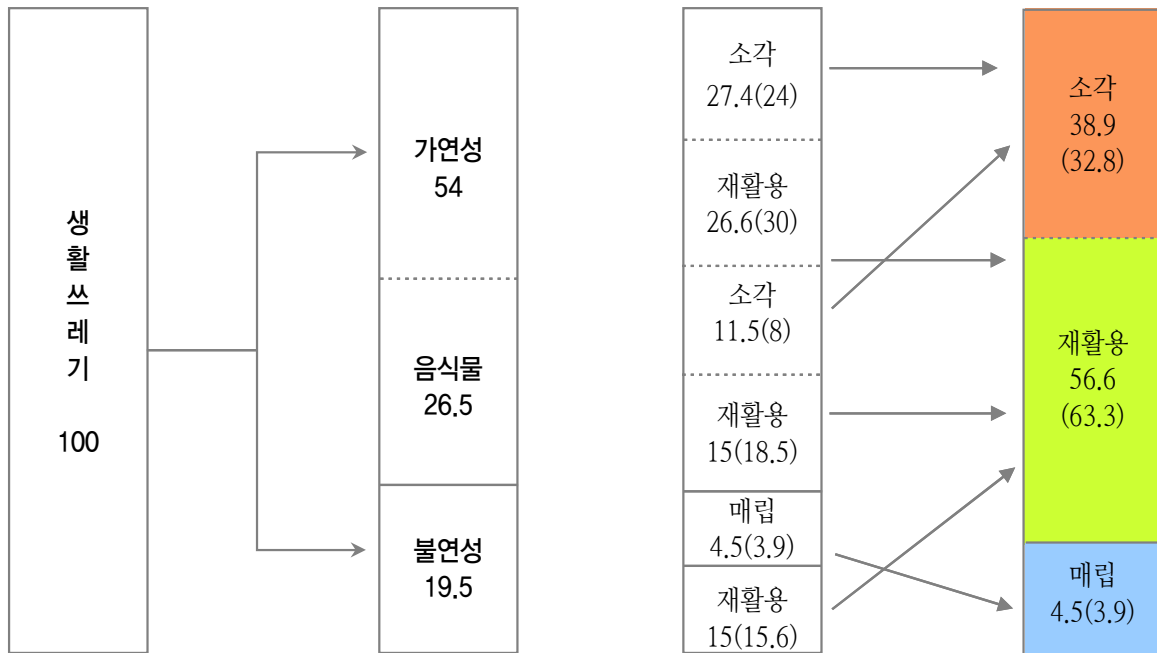 생
활
쓰
레
기
100
가연성
54
음식물
26.5
불연성
19.5
소각
27.4(24)
재활용
26.6(30)
소각
11.5(8)
재활용
15(18.5)
매립
4.5(3.9)
재활용
15(15.6)
소각
38.9
(32.8)
재활용
56.6
(63.3)
매립
4.5(3.9)